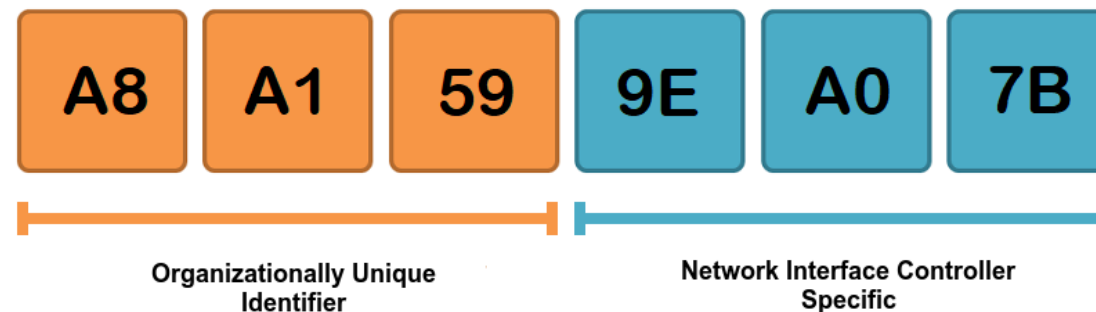 A8 A1 59 9E A0 7B
Organizationally Unique
Identifier
Network Interface Controller
Specific